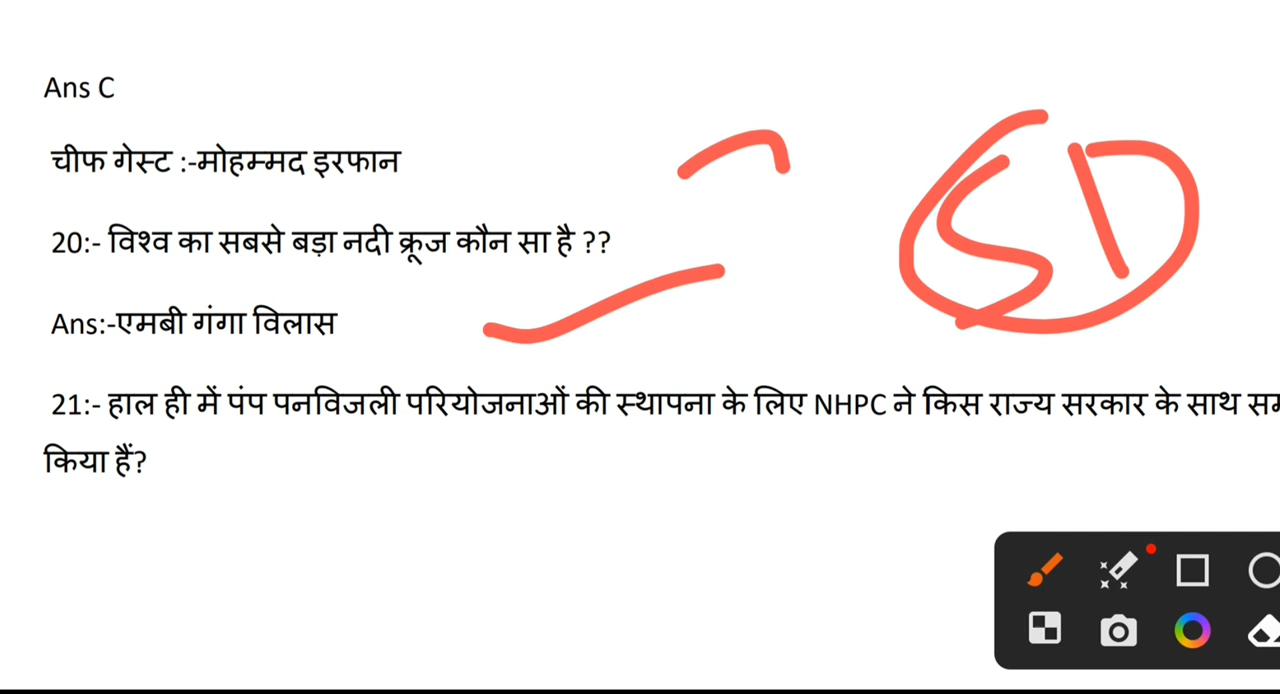 Ans C
चीफ गेस्ट :-मोहम्मद इरफान
20:- विश्व का सबसे बड़ा नदी क्रूज कौन सा है ??
Ans:-एमबी गंगा विलास
21:- हाल ही में पंप पनविजली परियोजनाओं की स्थापना के लिए NHPC ने किस राज्य सरकार के साथ
किया हैं?
SD